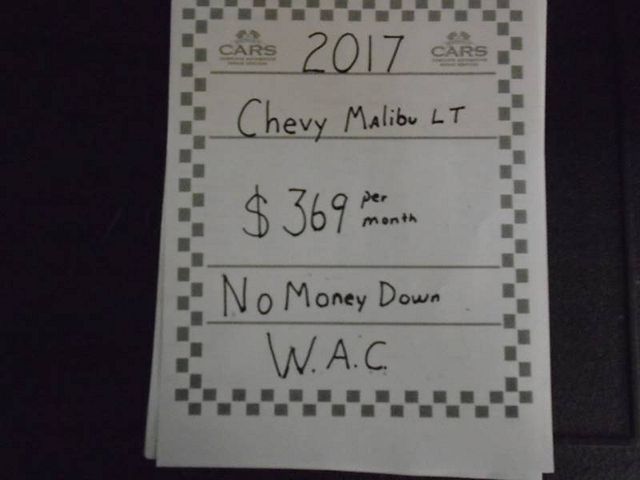 CARS 2017 CARS
Chevy Malibu LT
$369 per month
No Money Down
W.A.C.